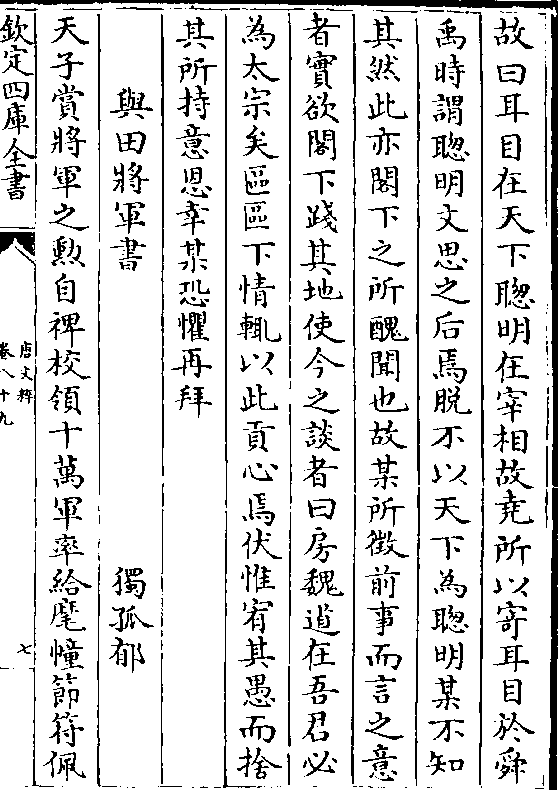 故曰耳目在天下聰明在宰相故堯所以寄耳目於舜
禹時謂聰明文思之后焉脱不以天下為聰明某不知
其然此亦閣下之所醜聞也故某所徵前事而言之意
者實欲閣下踐其地使今之談者曰房魏道在吾君必
為太宗矣區區下情輒以此貢心焉伏惟宥其愚而捨
其所持意恩幸某恐懼再拜
與田將軍書
獨孤郁
天子賞將軍之勲自裨校領十萬軍率給麾幢節符佩
欽定四庫全書
唐文粹
卷八十九
七